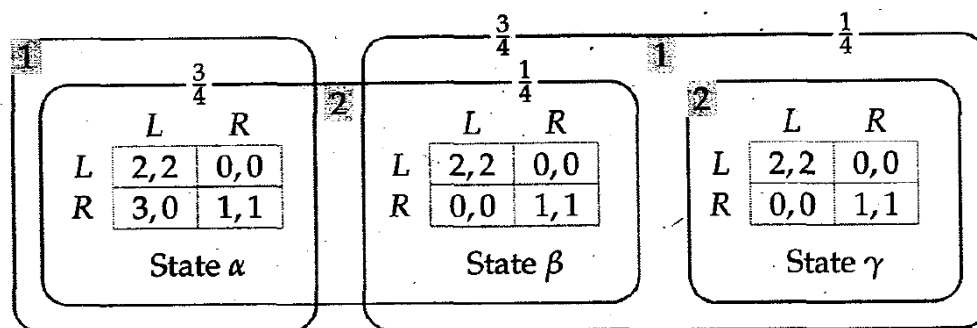 3/4 1/4
1 1
3/4 1/4
2 2
L R L R L R
L 2,2 0,0 L 2,2 0,0 L 2,2 0,0
R 3,0 1,1 R 0,0 1,1 R 0,0 1,1
State α State β State γ